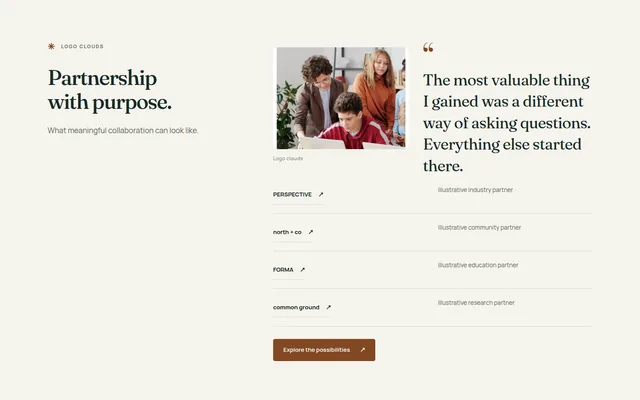 LOGO CLOUDS
Partnership
with purpose.
What meaningful collaboration can look like.
Logo clouds
“
The most valuable thing
I gained was a different
way of asking questions.
Everything else started
there.
PERSPECTIVE ↗
Illustrative industry partner
north + co ↗
Illustrative community partner
FORMA ↗
Illustrative education partner
common ground ↗
Illustrative research partner
Explore the possibilities ↗